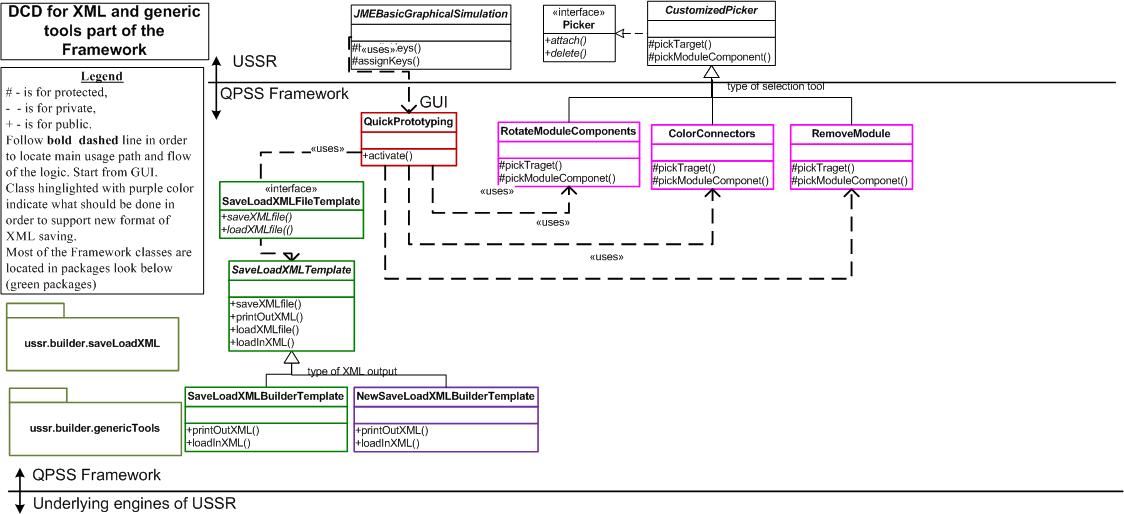 DCD for XML and generic
tools part of the
Framework
USSR
QPSS Framework
Legend
# - is for protected,
- - is for private,
+ - is for public.
Follow bold dashed line in order
to locate main usage path and flow
of the logic. Start from GUI.
Class hinglighted with purple color
indicate what should be done in
order to support new format of
XML saving.
Most of the Framework classes are
located in packages look below
(green packages)
JMEBasicGraphicalSimulation
«uses»
#assignKeys()
«interface»
Picker
+attach()
+delete()
CustomizedPicker
#pickTarget()
#pickModuleComponent()
type of selection tool
GUI
QuickPrototyping
+activate()
«uses»
RotateModuleComponents
#pickTraget()
#pickModuleComponet()
«uses»
ColorConnectors
#pickTraget()
#pickModuleComponet()
RemoveModule
#pickTraget()
#pickModuleComponet()
«uses»
«uses»
«interface»
SaveLoadXMLFileTemplate
+saveXMLfile()
+loadXMLfile(()
SaveLoadXMLTemplate
+saveXMLfile()
+printOutXML()
+loadXMLfile()
+loadInXML()
type of XML output
SaveLoadXMLBuilderTemplate
+printOutXML()
+loadInXML()
NewSaveLoadXMLBuilderTemplate
+printOutXML()
+loadInXML()
ussr.builder.saveLoadXML
ussr.builder.genericTools
QPSS Framework
Underlying engines of USSR